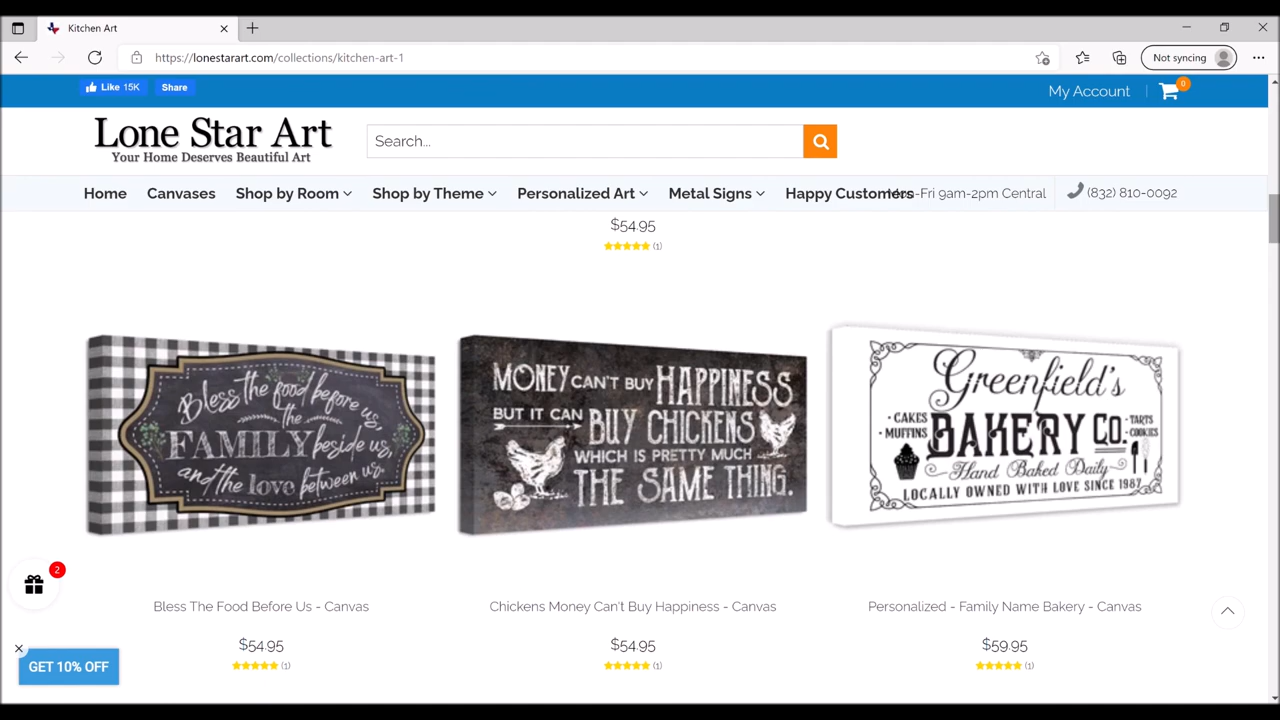 Kitchen Art
https://lonestarart.com/collections/kitchen-art-1
Not syncing
Like 15K
Share
My Account
0
Lone Star Art
Your Home Deserves Beautiful Art
Search...
Home
Canvases
Shop by Room
Shop by Theme
Personalized Art
Metal Signs
Happy Customers
-Fri 9am-2pm Central
(832) 810-0092
$54.95
(1)
Bless the food before us,
the
FAMILY beside us,
and the love between us.
MONEY CAN'T BUY HAPPINESS
BUT IT CAN
BUY CHICKENS
WHICH IS PRETTY MUCH
THE SAME THING.
Greenfield's
· CAKES
· MUFFINS
BAKERY CO.
· TARTS
· COOKIES
Hand Baked Daily
LOCALLY OWNED WITH LOVE SINCE 1987
Bless The Food Before Us - Canvas
$54.95
(1)
Chickens Money Can't Buy Happiness - Canvas
$54.95
(1)
Personalized - Family Name Bakery - Canvas
$59.95
(1)
2
GET 10% OFF